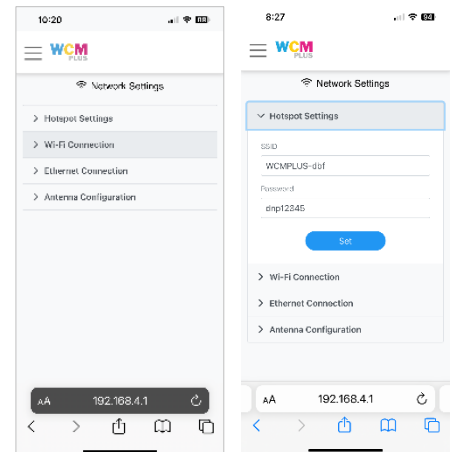 10:20
WCM
PLUS
Network Settings
Hotspot Settings
Wi-Fi Connection
Ethernet Connection
Antenna Configuration
AA 192.168.4.1
8:27
94
WCM
PLUS
Network Settings
Hotspot Settings
SSID
WCMPLUS-dbf
Password
dnp12345
Set
Wi-Fi Connection
Ethernet Connection
Antenna Configuration
AA 192.168.4.1